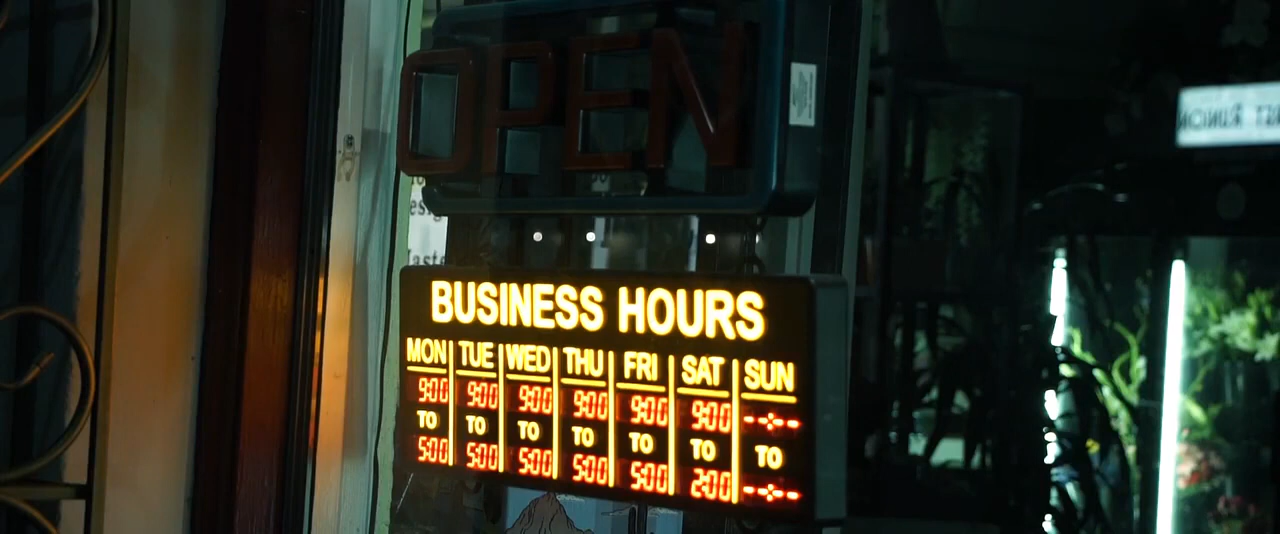 OPEN
BUSINESS HOURS
MON TUE WED THU FRI SAT SUN
9:00 9:00 9:00 9:00 9:00 9:00 --:--
TO TO TO TO TO TO TO
5:00 5:00 5:00 5:00 5:00 2:00 --:--